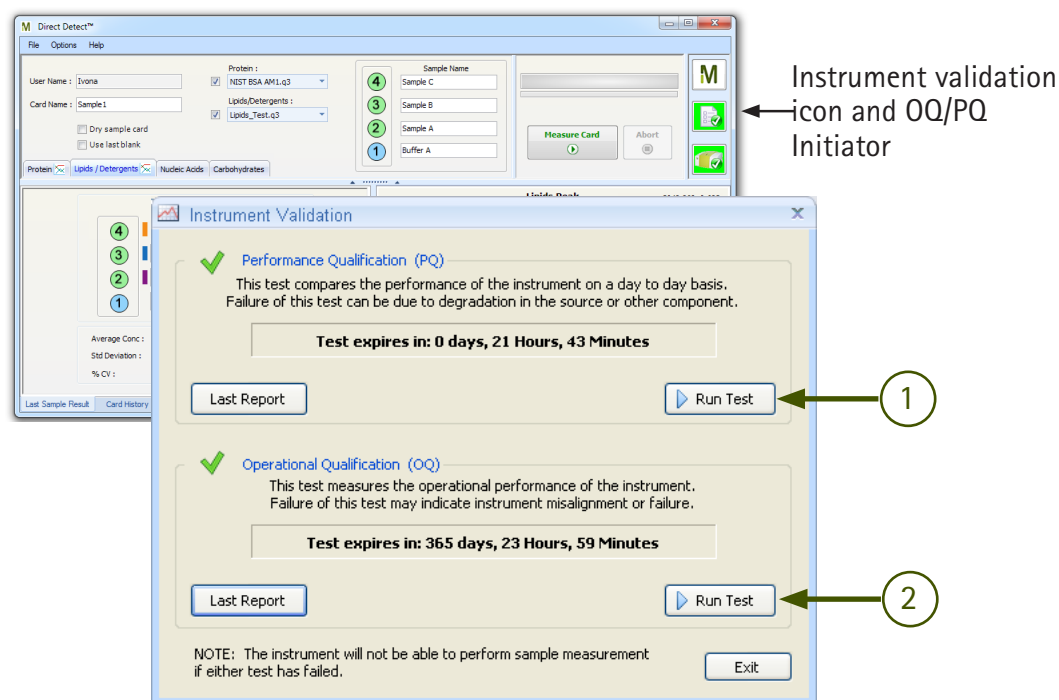 M Direct Detect™
File Options Help
User Name : Ivona
Card Name : Sample1
Dry sample card
Use last blank
Protein :
NIST BSA AM1.q3
Lipids/Detergents :
Lipids_Test.q3
Sample Name
4 Sample C
3 Sample B
2 Sample A
1 Buffer A
Measure Card
Abort
M
Instrument validation
icon and OQ/PQ
Initiator
Protein Lipids / Detergents Nucleic Acids Carbohydrates
Lipids Peak
4
3
2
1
Average Conc :
Std Deviation :
% CV :
Last Sample Result Card History
Instrument Validation
Performance Qualification (PQ)
This test compares the performance of the instrument on a day to day basis.
Failure of this test can be due to degradation in the source or other component.
Test expires in: 0 days, 21 Hours, 43 Minutes
Last Report Run Test
1
Operational Qualification (OQ)
This test measures the operational performance of the instrument.
Failure of this test may indicate instrument misalignment or failure.
Test expires in: 365 days, 23 Hours, 59 Minutes
Last Report Run Test
2
NOTE: The instrument will not be able to perform sample measurement
if either test has failed.
Exit